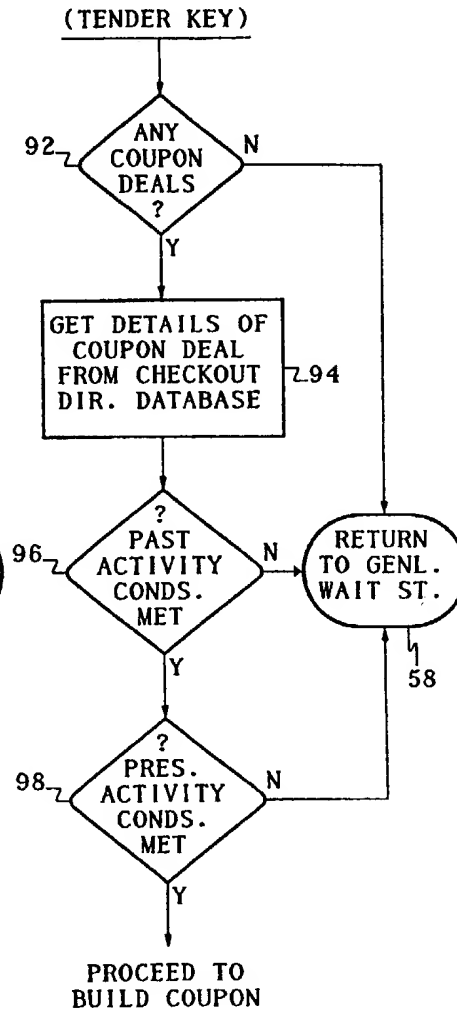 (TENDER KEY)
92
ANY
COUPON
DEALS
?
N
Y
GET DETAILS OF
COUPON DEAL
FROM CHECKOUT
DIR. DATABASE
94
96
?
PAST
ACTIVITY
CONDS.
MET
N
Y
RETURN
TO GENL.
WAIT ST.
58
98
?
PRES.
ACTIVITY
CONDS.
MET
N
Y
PROCEED TO
BUILD COUPON